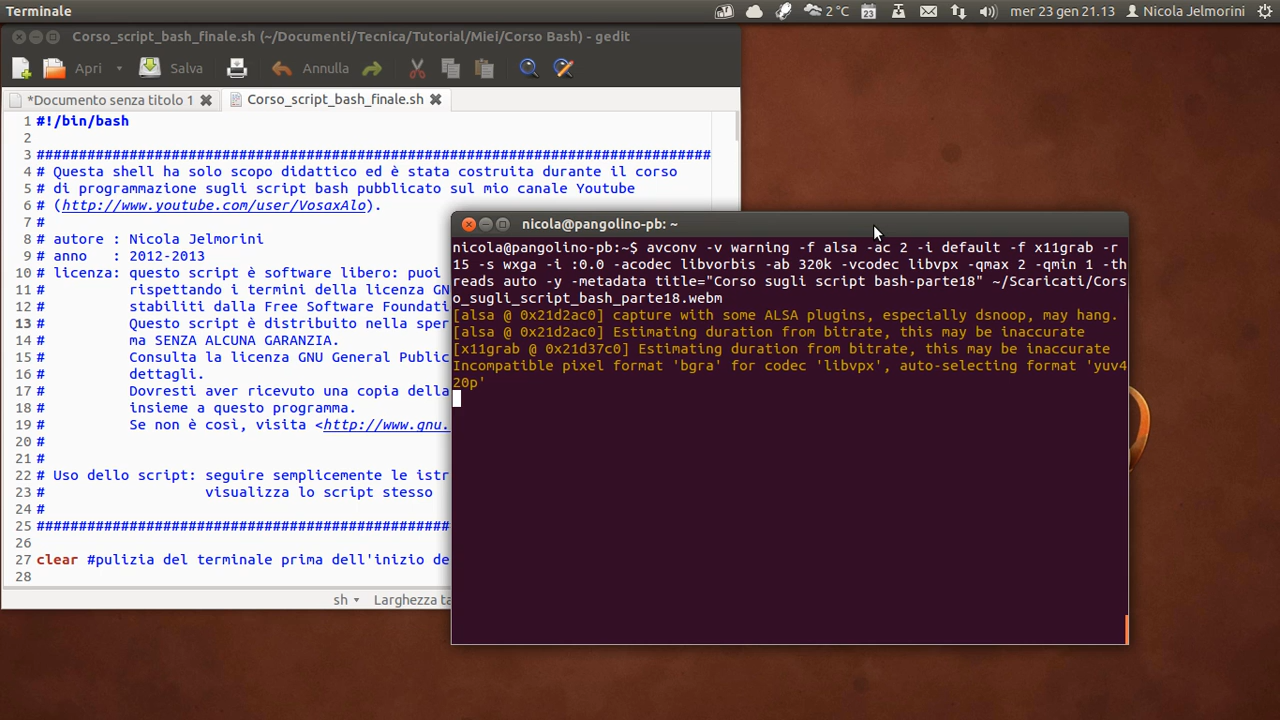 Terminale
2 °C
23
mer 23 gen 21.13
Nicola Jelmorini
Corso_script_bash_finale.sh (~/Documenti/Tecnica/Tutorial/Miei/Corso Bash) - gedit
Apri
Salva
Annulla
*Documento senza titolo 1
Corso_script_bash_finale.sh
1 #!/bin/bash
2
3 ################################################################################
4 # Questa shell ha solo scopo didattico ed è stata costruita durante il corso
5 # di programmazione sugli script bash pubblicato sul mio canale Youtube
6 # (http://www.youtube.com/user/VosaxAlo).
7 #
8 # autore : Nicola Jelmorini
9 # anno   : 2012-2013
10 # licenza: questo script è software libero: puoi
11 #          rispettando i termini della licenza GN
12 #          stabiliti dalla Free Software Foundati
13 #          Questo script è distribuito nella sper
14 #          ma SENZA ALCUNA GARANZIA.
15 #          Consulta la licenza GNU General Public
16 #          dettagli.
17 #          Dovresti aver ricevuto una copia della
18 #          insieme a questo programma.
19 #          Se non è così, visita <http://www.gnu.
20 #
21 #
22 # Uso dello script: seguire semplicemente le istr
23 #                   visualizza lo script stesso
24 #
25 #################################################
26
27 clear #pulizia del terminale prima dell'inizio de
28
sh
Larghezza ta
nicola@pangolino-pb: ~
nicola@pangolino-pb:~$ avconv -v warning -f alsa -ac 2 -i default -f x11grab -r
15 -s wxga -i :0.0 -acodec libvorbis -ab 320k -vcodec libvpx -qmax 2 -qmin 1 -th
reads auto -y -metadata title="Corso sugli script bash-parte18" ~/Scaricati/Cors
o_sugli_script_bash_parte18.webm
[alsa @ 0x21d2ac0] capture with some ALSA plugins, especially dsnoop, may hang.
[alsa @ 0x21d2ac0] Estimating duration from bitrate, this may be inaccurate
[x11grab @ 0x21d37c0] Estimating duration from bitrate, this may be inaccurate
Incompatible pixel format 'bgra' for codec 'libvpx', auto-selecting format 'yuv4
20p'